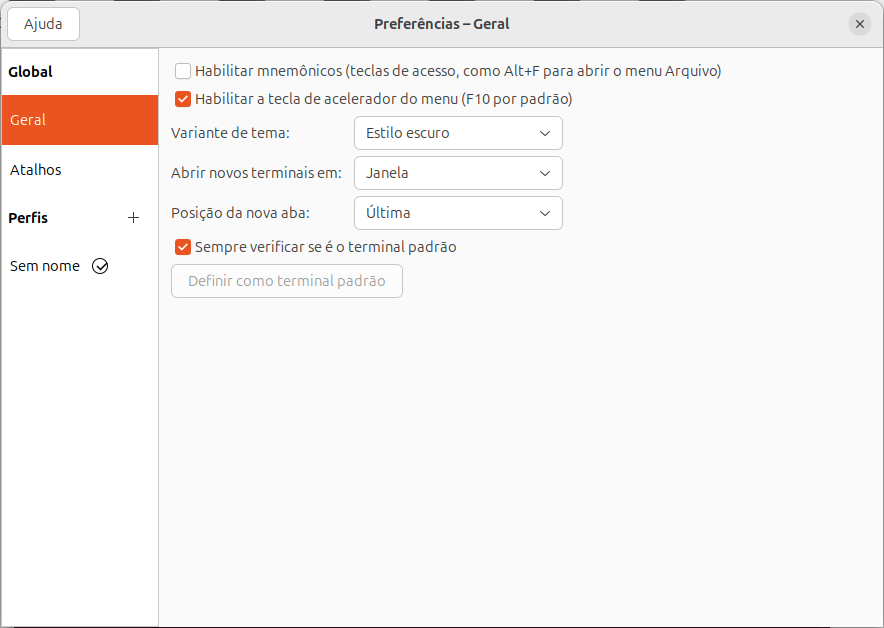 Ajuda
Preferências – Geral
Global
Geral
Atalhos
Perfis
Sem nome
Habilitar mnemônicos (teclas de acesso, como Alt+F para abrir o menu Arquivo)
Habilitar a tecla de acelerador do menu (F10 por padrão)
Variante de tema: Estilo escuro
Abrir novos terminais em: Janela
Posição da nova aba: Última
Sempre verificar se é o terminal padrão
Definir como terminal padrão